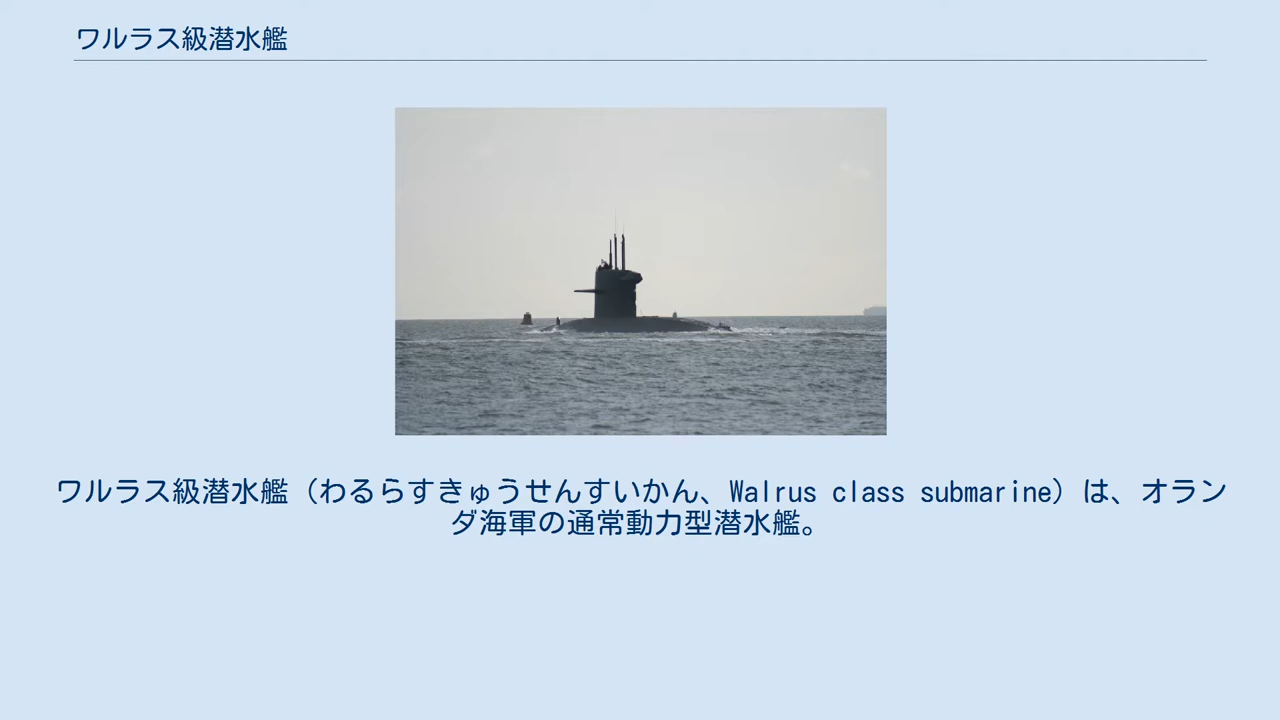 ワルラス級潜水艦
ワルラス級潜水艦（わるらすきゅうせんすいかん、Walrus class submarine）は、オラン
ダ海軍の通常動力型潜水艦。